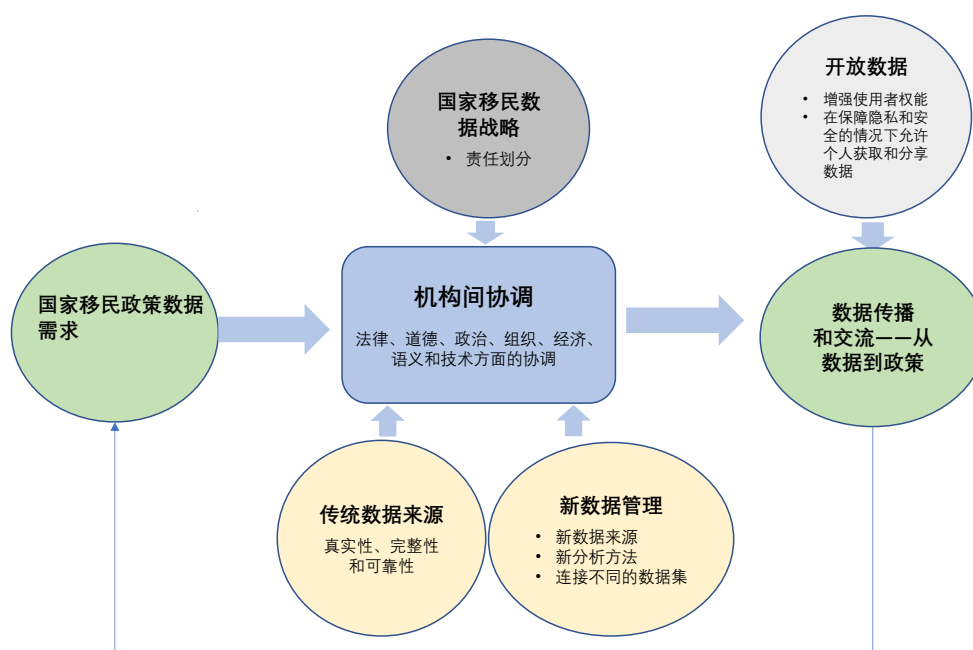 国家移民数
据战略
• 责任划分
开放数据
• 增强使用者权能
• 在保障隐私和安
全的情况下允许
个人获取和分享
数据
国家移民政策数据
需求
机构间协调
法律、道德、政治、组织、经济、
语义和技术方面的协调
数据传播
和交流——从
数据到政策
传统数据来源
真实性、完整性
和可靠性
新数据管理
• 新数据来源
• 新分析方法
• 连接不同的数据集